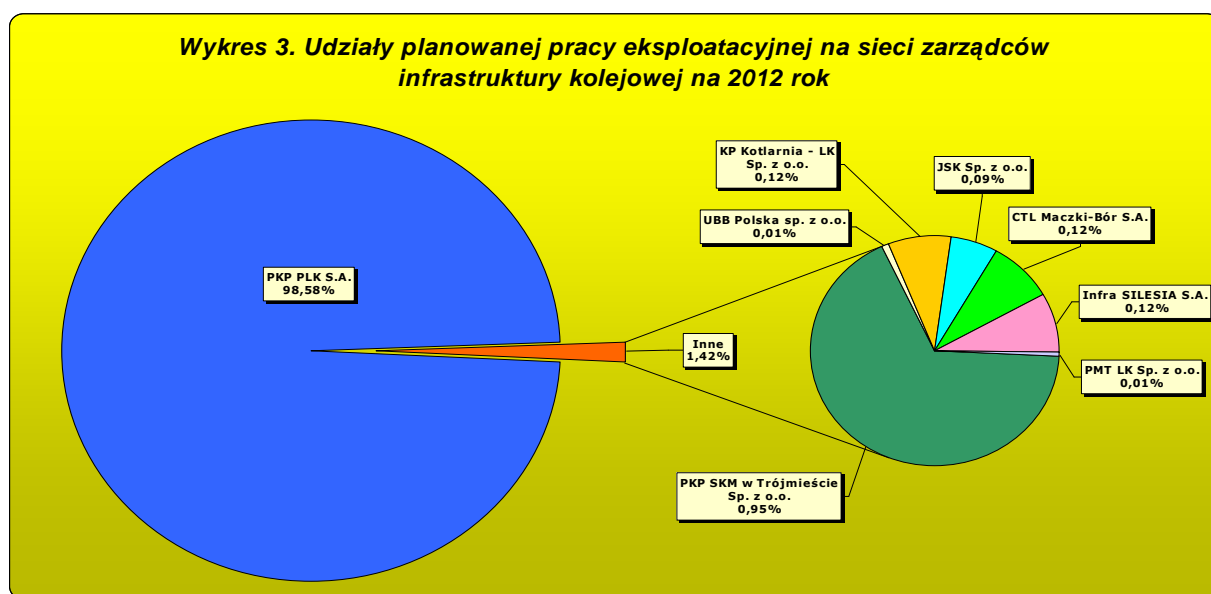 Wykres 3. Udziały planowanej pracy eksploatacyjnej na sieci zarządców
infrastruktury kolejowej na 2012 rok
PKP PLK S.A.
98,58%
Inne
1,42%
KP Kotlarnia - LK
Sp. z o.o.
0,12%
JSK Sp. z o.o.
0,09%
UBB Polska sp. z o.o.
0,01%
CTL Maczki-Bór S.A.
0,12%
Infra SILESIA S.A.
0,12%
PMT LK Sp. z o.o.
0,01%
PKP SKM w Trójmieście
Sp. z o.o.
0,95%